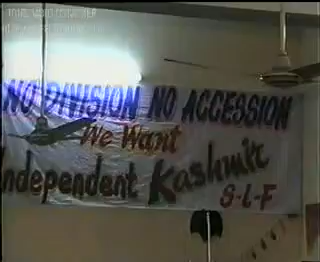 NO DIVISION NO ACCESSION
We Want
Independent Kashmir
S-L-F